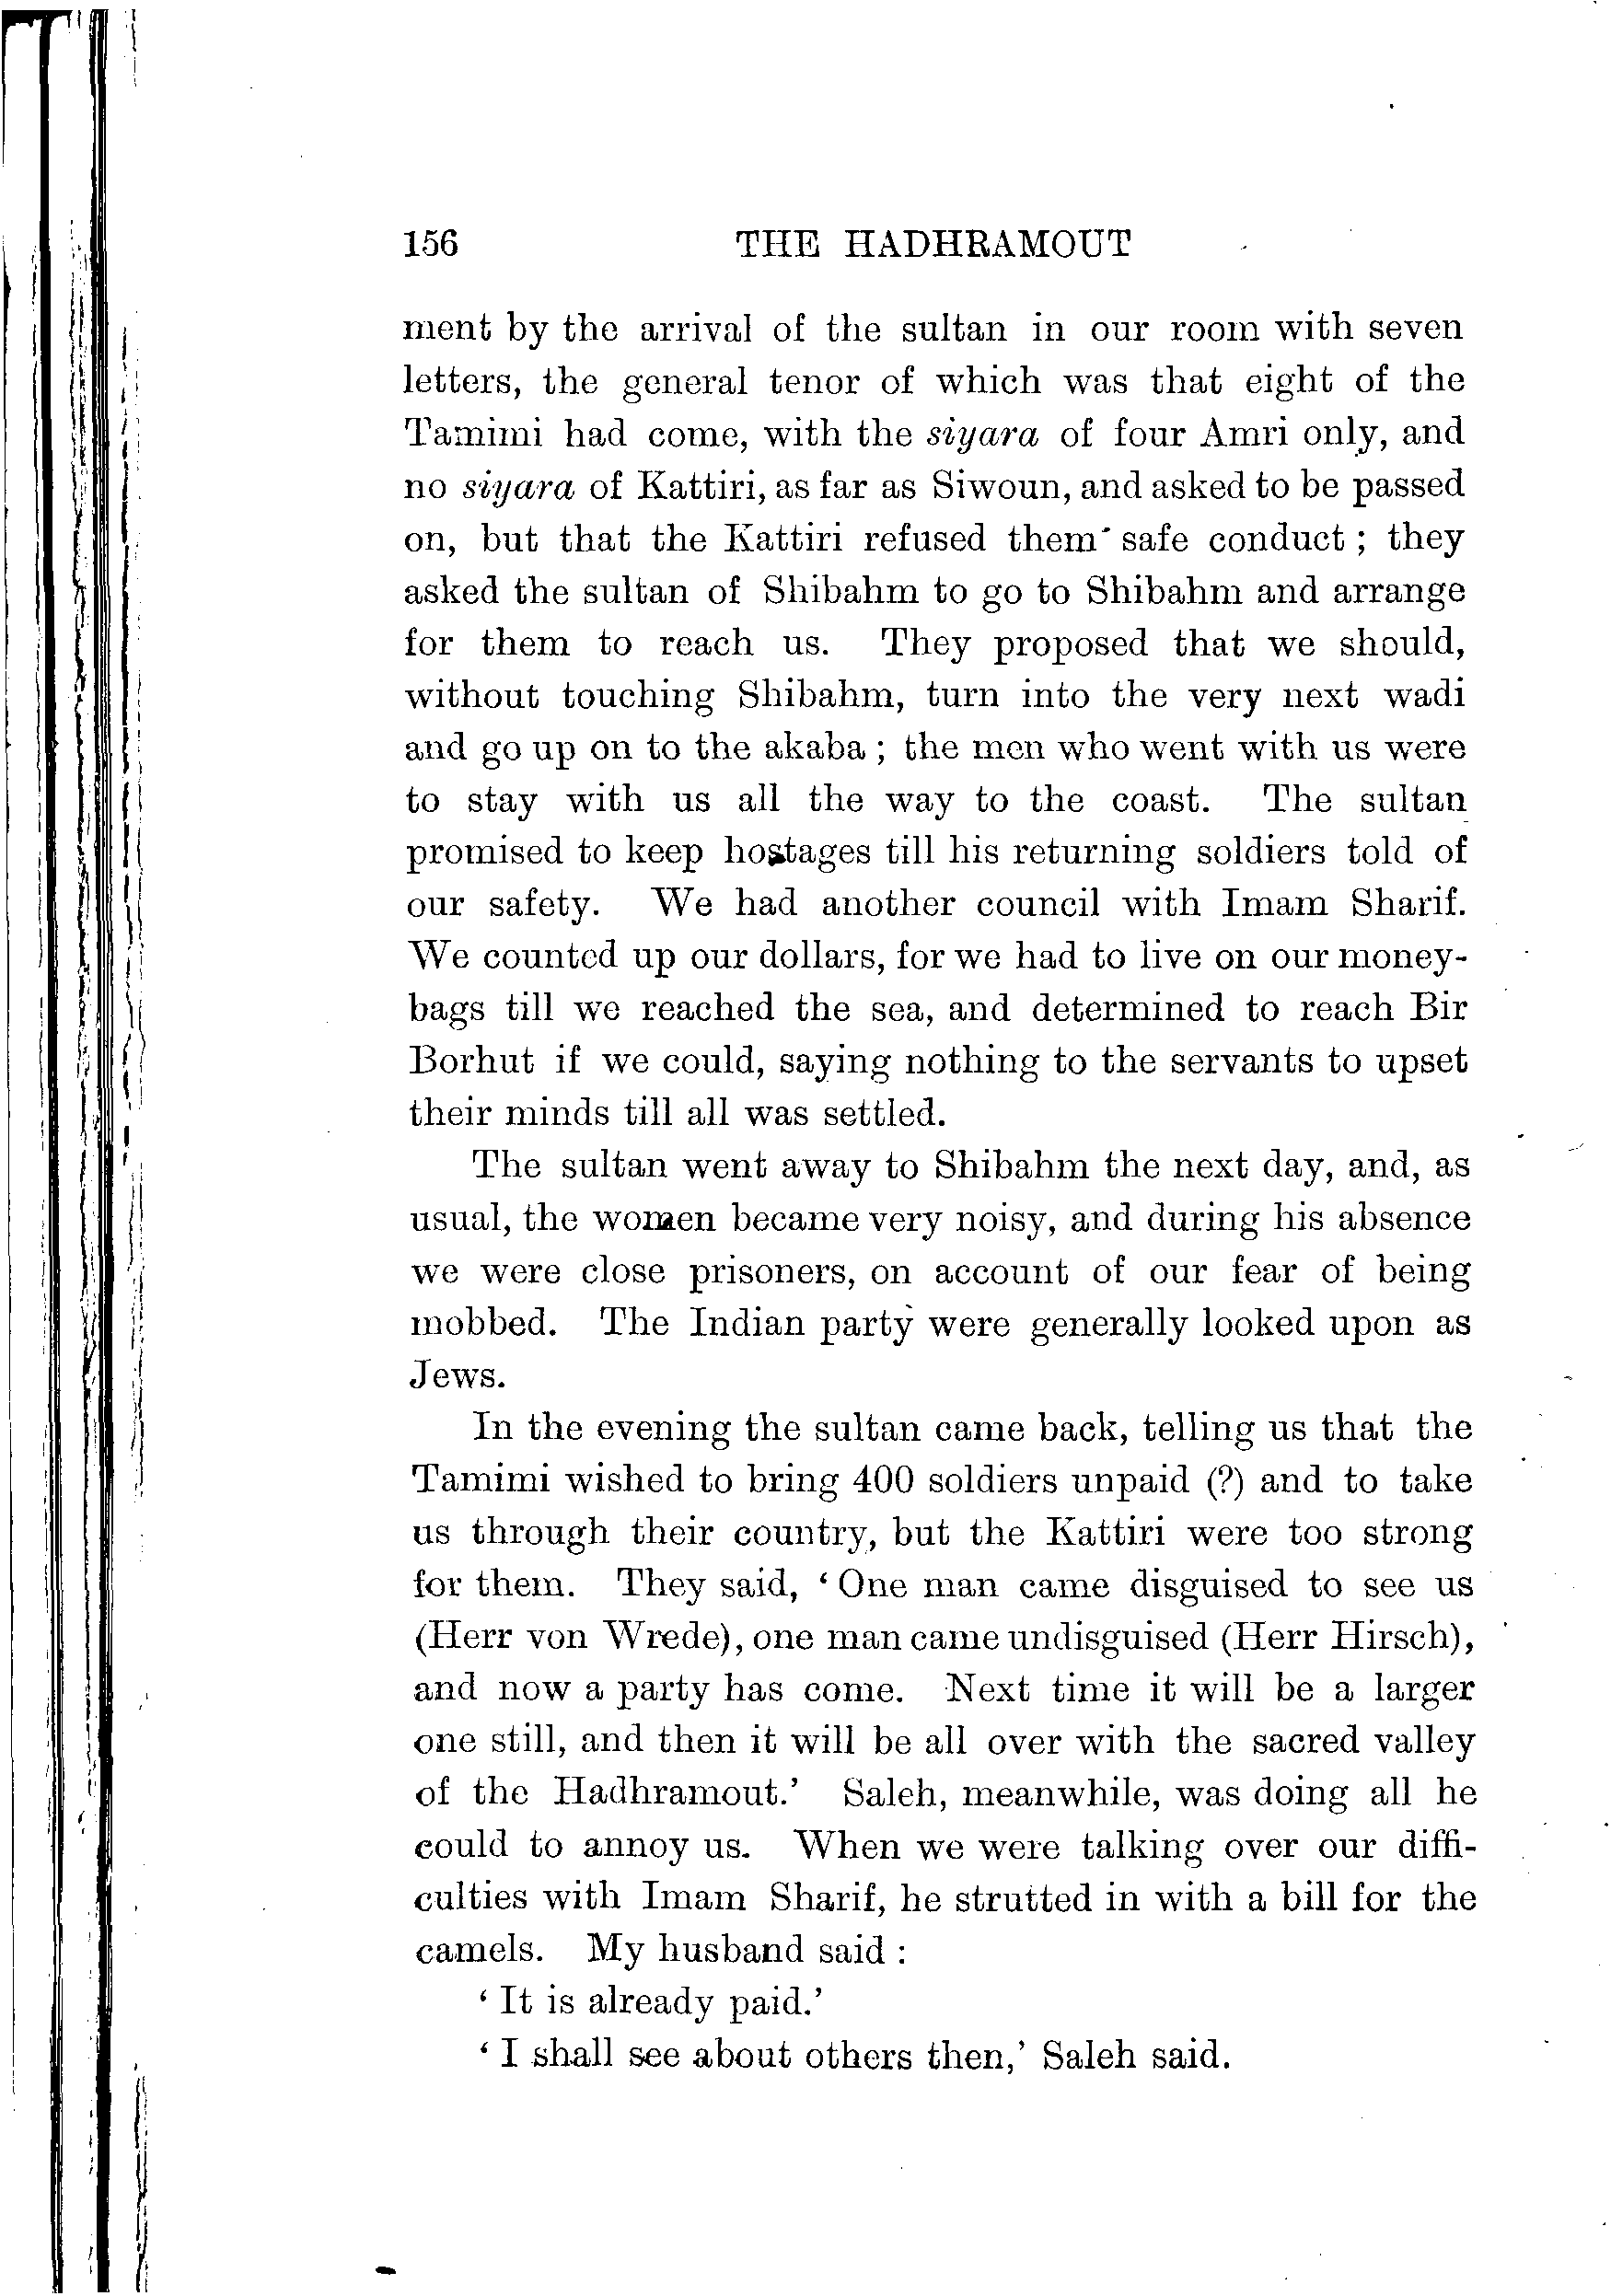 156 THE HADHRAMOUT
ment by the arrival of the sultan in our room with seven
letters, the general tenor of which was that eight of the
Tamimi had come, with the siyara of four Amri only, and
no siyara of Kattiri, as far as Siwoun, and asked to be passed
on, but that the Kattiri refused them safe conduct ; they
asked the sultan of Shibahm to go to Shibahm and arrange
for them to reach us. They proposed that we should,
without touching Shibahm, turn into the very next wadi
and go up on to the akaba ; the men who went with us were
to stay with us all the way to the coast. The sultan
promised to keep hostages till his returning soldiers told of
our safety. We had another council with Imam Sharif.
We counted up our dollars, for we had to live on our money-
bags till we reached the sea, and determined to reach Bir
Borhut if we could, saying nothing to the servants to upset
their minds till all was settled.
The sultan went away to Shibahm the next day, and, as
usual, the women became very noisy, and during his absence
we were close prisoners, on account of our fear of being
mobbed. The Indian party were generally looked upon as
Jews.
In the evening the sultan came back, telling us that the
Tamimi wished to bring 400 soldiers unpaid (?) and to take
us through their country, but the Kattiri were too strong
for them. They said, ‘ One man came disguised to see us
(Herr von Wrede), one man came undisguised (Herr Hirsch),
and now a party has come. Next time it will be a larger
one still, and then it will be all over with the sacred valley
of the Hadhramout.’ Saleh, meanwhile, was doing all he
could to annoy us. When we were talking over our diffi-
culties with Imam Sharif, he strutted in with a bill for the
camels. My husband said :
‘ It is already paid.’
‘ I shall see about others then,’ Saleh said.